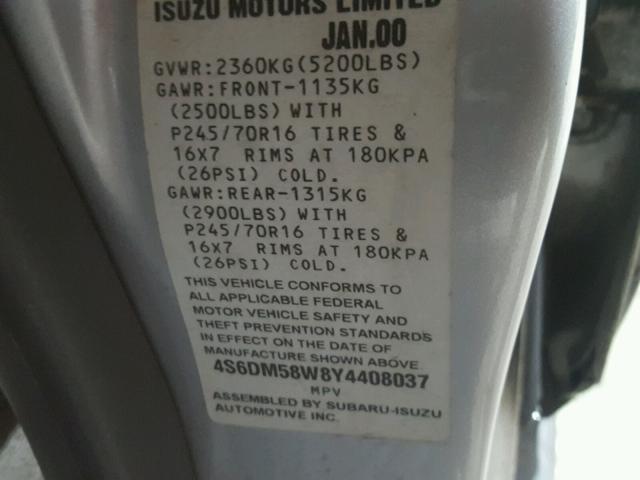 ISUZU MOTORS LIMITED
JAN.00
GVWR:2360KG(5200LBS)
GAWR:FRONT-1135KG
(2500LBS) WITH
P245/70R16 TIRES &
16X7 RIMS AT 180KPA
(26PSI) COLD.
GAWR:REAR-1315KG
(2900LBS) WITH
P245/70R16 TIRES &
16X7 RIMS AT 180KPA
(26PSI) COLD.
THIS VEHICLE CONFORMS TO
ALL APPLICABLE FEDERAL
MOTOR VEHICLE SAFETY AND
THEFT PREVENTION STANDARDS
IN EFFECT ON THE DATE OF
MANUFACTURE SHOWN ABOVE
4S6DM58W8Y4408037
MPV
ASSEMBLED BY SUBARU-ISUZU
AUTOMOTIVE INC.